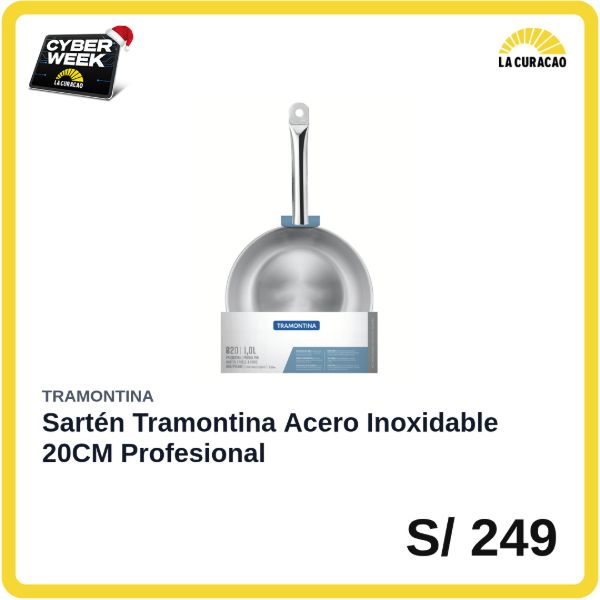 CYBER
WEEK
LA CURACAO
LA CURACAO
TRAMONTINA
Ø20 | 1,0L
TRAMONTINA
Sartén Tramontina Acero Inoxidable
20CM Profesional
S/ 249